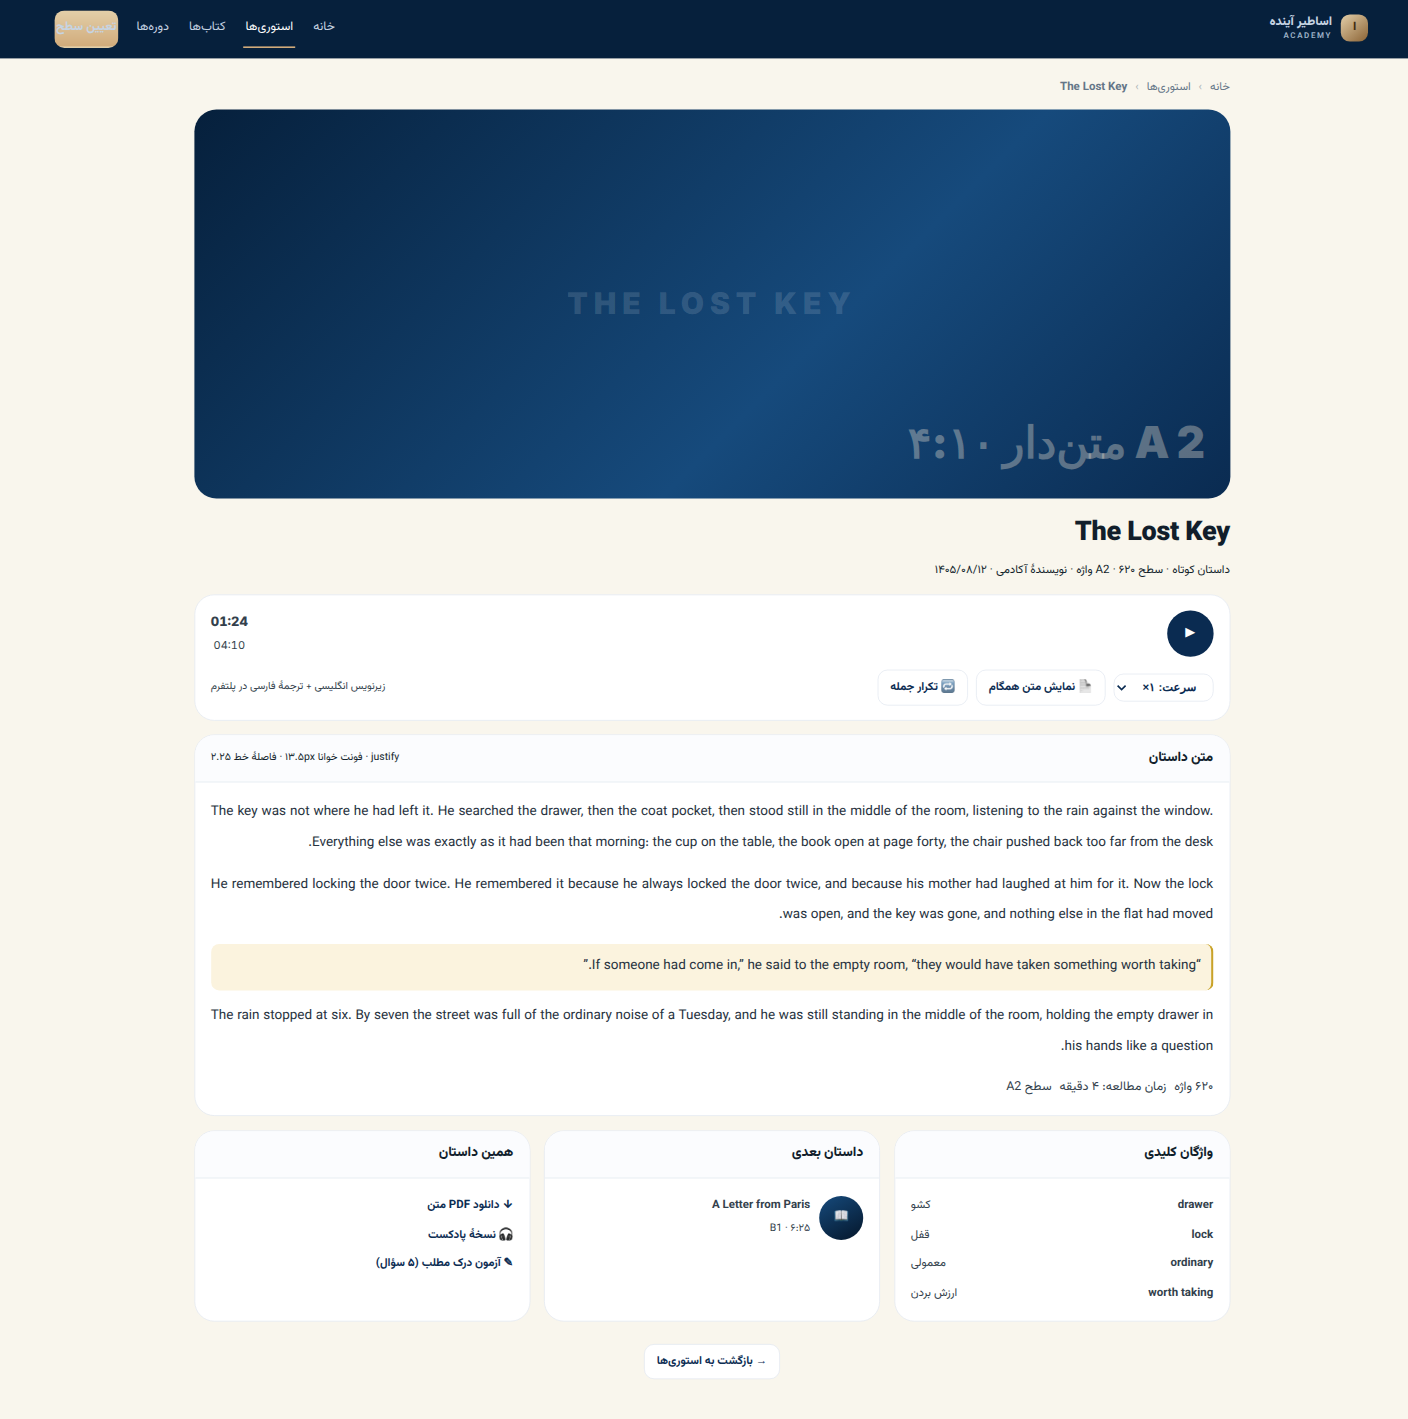 ا
اساطیر آینده
ACADEMY
خانه
استوری‌ها
کتاب‌ها
دوره‌ها
تعیین سطح
خانه › استوری‌ها › The Lost Key
THE LOST KEY
A2 متن‌دار ۴:۱۰
The Lost Key
داستان کوتاه · سطح A2 · ۶۲۰ واژه · نویسندهٔ آکادمی · ۱۴۰۵/۰۸/۱۲
01:24
04:10
سرعت: ۱×
نمایش متن همگام
تکرار جمله
زیرنویس انگلیسی + ترجمهٔ فارسی در پلتفرم
متن داستان
justify · فونت خوانا ۱۳.۵px · فاصلهٔ خط ۲.۲۵
The key was not where he had left it. He searched the drawer, then the coat pocket, then stood still in the middle of the room, listening to the rain against the window.
Everything else was exactly as it had been that morning: the cup on the table, the book open at page forty, the chair pushed back too far from the desk.
He remembered locking the door twice. He remembered it because he always locked the door twice, and because his mother had laughed at him for it. Now the lock
was open, and the key was gone, and nothing else in the flat had moved.
“If someone had come in,” he said to the empty room, “they would have taken something worth taking.”
The rain stopped at six. By seven the street was full of the ordinary noise of a Tuesday, and he was still standing in the middle of the room, holding the empty drawer in
his hands like a question.
۶۲۰ واژه زمان مطالعه: ۴ دقیقه سطح A2
واژگان کلیدی
drawer کشو
lock قفل
ordinary معمولی
worth taking ارزش بردن
داستان بعدی
A Letter from Paris
B1 · ۶:۲۵
همین داستان
↓ دانلود PDF متن
نسخهٔ پادکست
✎ آزمون درک مطلب (۵ سؤال)
→ بازگشت به استوری‌ها